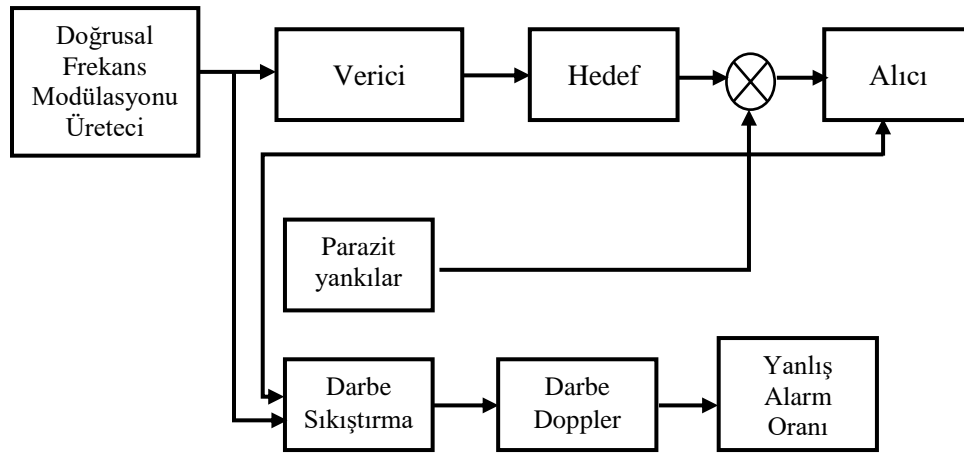 Doğrusal
Frekans
Modülasyonu
Üreteci
Verici
Hedef
Alıcı
Parazit
yankılar
Darbe
Sıkıştırma
Darbe
Doppler
Yanlış
Alarm
Oranı